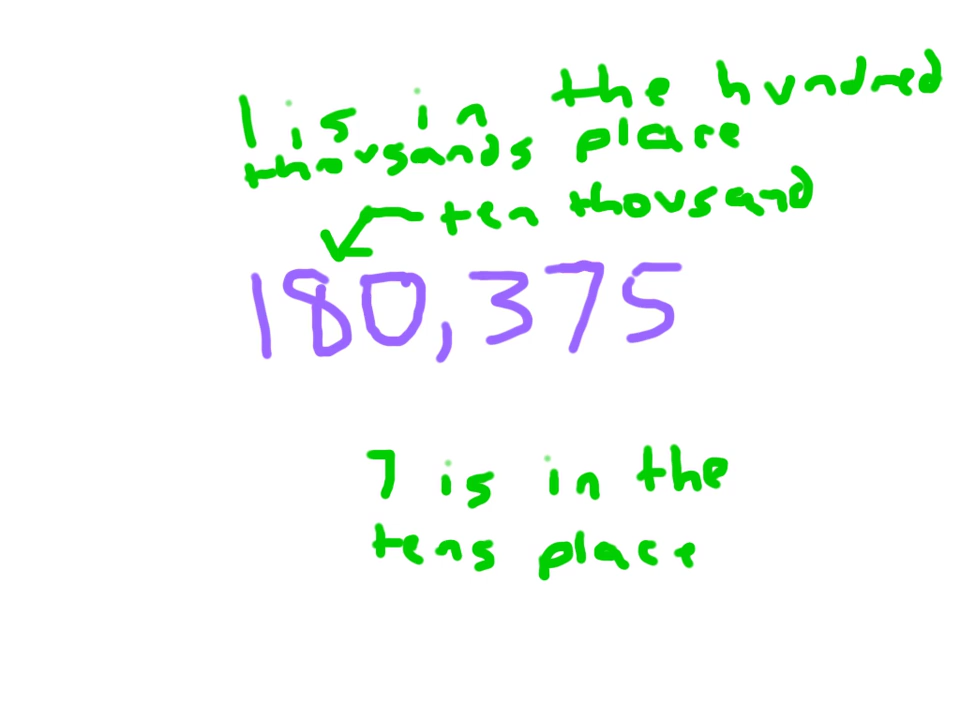 1 is in the hundred
thousands place
ten thousand
180,375
7 is in the
tens place